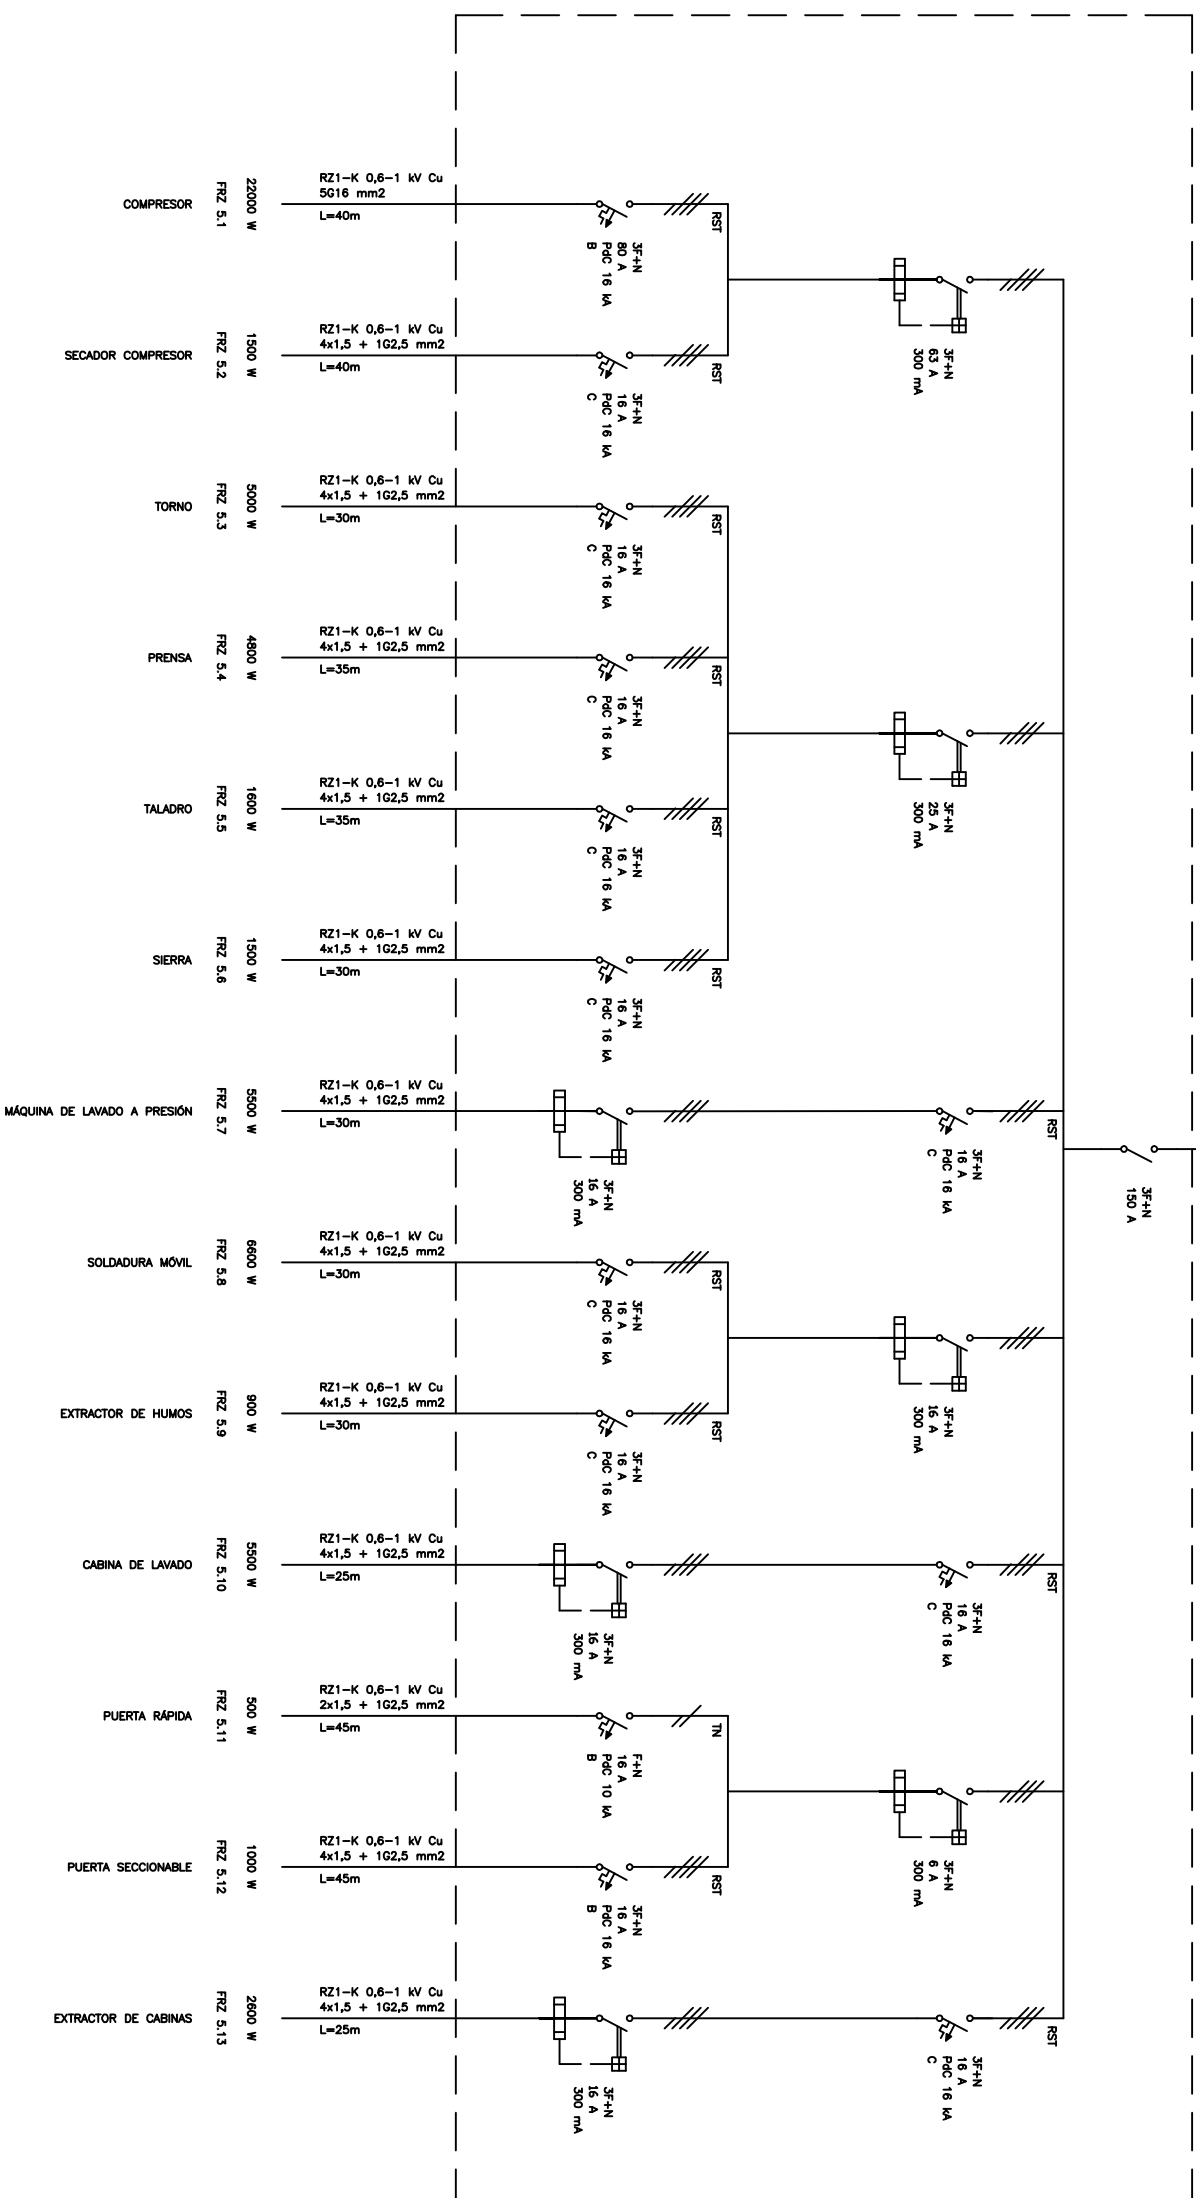 COMPRESOR
FRZ 5.1
22000 W
RZ1-K 0,6-1 kV Cu
5G16 mm2
L=40m
3F+N
80 A
PdC 16 kA
B
RST
3F+N
63 A
300 mA
SECADOR COMPRESOR
FRZ 5.2
1500 W
RZ1-K 0,6-1 kV Cu
4x1,5 + 1G2,5 mm2
L=40m
3F+N
16 A
PdC 16 kA
C
RST
TORNO
FRZ 5.3
5000 W
RZ1-K 0,6-1 kV Cu
4x1,5 + 1G2,5 mm2
L=30m
3F+N
16 A
PdC 16 kA
C
RST
PRENSA
FRZ 5.4
4800 W
RZ1-K 0,6-1 kV Cu
4x1,5 + 1G2,5 mm2
L=35m
3F+N
16 A
PdC 16 kA
C
RST
3F+N
25 A
300 mA
TALADRO
FRZ 5.5
1600 W
RZ1-K 0,6-1 kV Cu
4x1,5 + 1G2,5 mm2
L=35m
3F+N
16 A
PdC 16 kA
C
RST
SIERRA
FRZ 5.6
1500 W
RZ1-K 0,6-1 kV Cu
4x1,5 + 1G2,5 mm2
L=30m
3F+N
16 A
PdC 16 kA
C
RST
MÁQUINA DE LAVADO A PRESIÓN
FRZ 5.7
5500 W
RZ1-K 0,6-1 kV Cu
4x1,5 + 1G2,5 mm2
L=30m
3F+N
16 A
300 mA
3F+N
16 A
PdC 16 kA
C
RST
3F+N
150 A
SOLDADURA MÓVIL
FRZ 5.8
6600 W
RZ1-K 0,6-1 kV Cu
4x1,5 + 1G2,5 mm2
L=30m
3F+N
16 A
PdC 16 kA
C
RST
3F+N
16 A
300 mA
EXTRACTOR DE HUMOS
FRZ 5.9
900 W
RZ1-K 0,6-1 kV Cu
4x1,5 + 1G2,5 mm2
L=30m
3F+N
16 A
PdC 16 kA
C
RST
CABINA DE LAVADO
FRZ 5.10
5500 W
RZ1-K 0,6-1 kV Cu
4x1,5 + 1G2,5 mm2
L=25m
3F+N
16 A
300 mA
3F+N
16 A
PdC 16 kA
C
RST
PUERTA RÁPIDA
FRZ 5.11
500 W
RZ1-K 0,6-1 kV Cu
2x1,5 + 1G2,5 mm2
L=45m
F+N
16 A
PdC 10 kA
B
TN
3F+N
6 A
300 mA
PUERTA SECCIONABLE
FRZ 5.12
1000 W
RZ1-K 0,6-1 kV Cu
4x1,5 + 1G2,5 mm2
L=45m
3F+N
16 A
PdC 16 kA
B
RST
EXTRACTOR DE CABINAS
FRZ 5.13
2600 W
RZ1-K 0,6-1 kV Cu
4x1,5 + 1G2,5 mm2
L=25m
3F+N
16 A
300 mA
3F+N
16 A
PdC 16 kA
C
RST